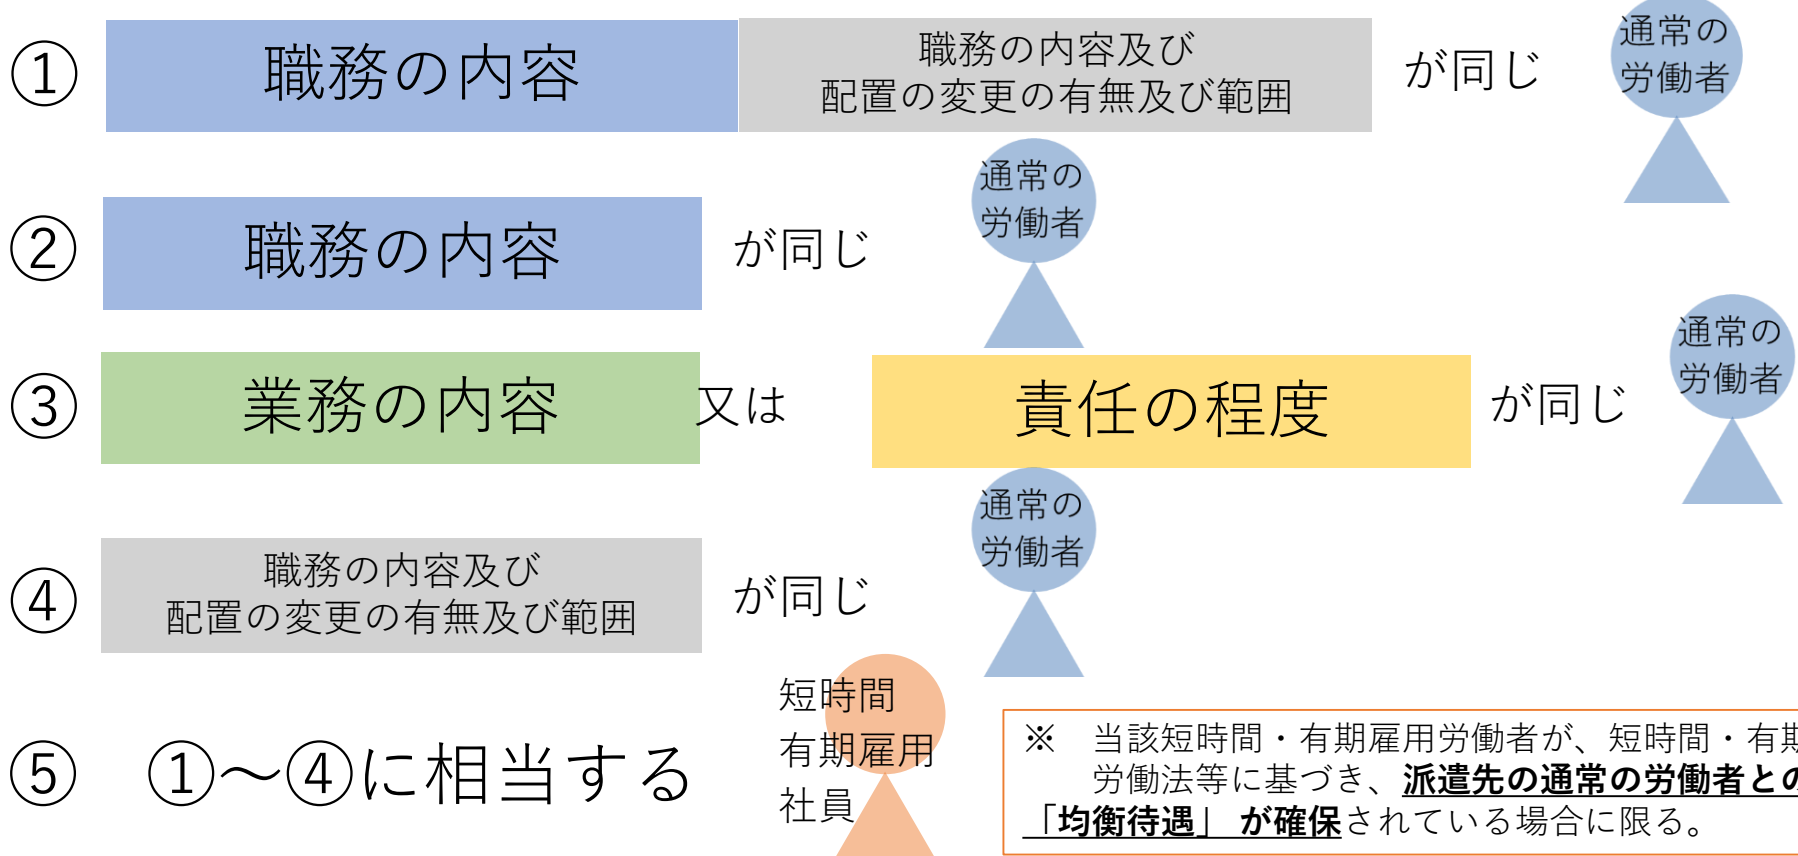 ①
職務の内容
職務の内容及び
配置の変更の有無及び範囲
が同じ
通常の
労働者
②
職務の内容
が同じ
通常の
労働者
③
業務の内容
又は
責任の程度
が同じ
通常の
労働者
④
職務の内容及び
配置の変更の有無及び範囲
が同じ
通常の
労働者
⑤
①～④に相当する
短時間
有期雇用
社員
※ 当該短時間・有期雇用労働者が、短時間・有期
労働法等に基づき、派遣先の通常の労働者との
「均衡待遇」 が確保されている場合に限る。